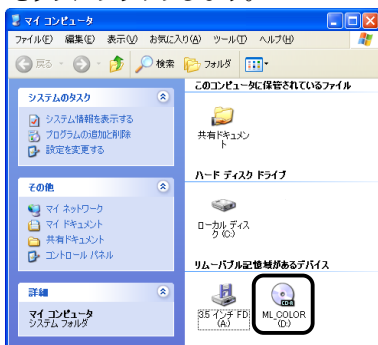 マイ コンピュータ
ファイル(F) 編集(E) 表示(V) お気に入り(A) ツール(T) ヘルプ(H)
戻る 検索 フォルダ
システムのタスク
システム情報を表示する
プログラムの追加と削除
設定を変更する
その他
マイ ネットワーク
マイ ドキュメント
共有ドキュメント
コントロール パネル
詳細
マイ コンピュータ
システム フォルダ
このコンピュータに保管されているファイル
共有ドキュメン
ト
ハード ディスク ドライブ
ローカル ディス
ク (C:)
リムーバブル記憶域があるデバイス
3.5 インチ FD
(A:)
CD-R
ML_COLOR
(D:)